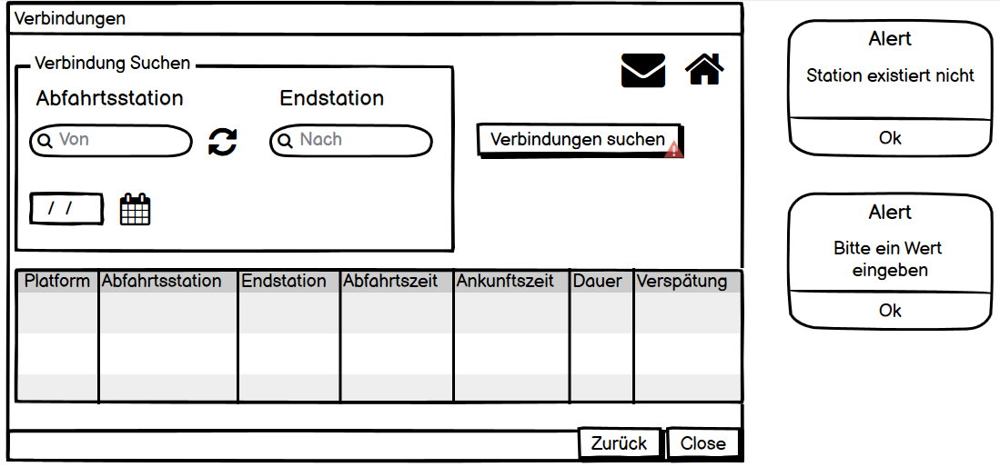 Verbindungen
Verbindung Suchen
Abfahrtsstation Endstation
Von Nach
Verbindungen suchen
/ /
Platform Abfahrtsstation Endstation Abfahrtszeit Ankunftszeit Dauer Verspätung
Zurück Close
Alert
Station existiert nicht
Ok
Alert
Bitte ein Wert
eingeben
Ok